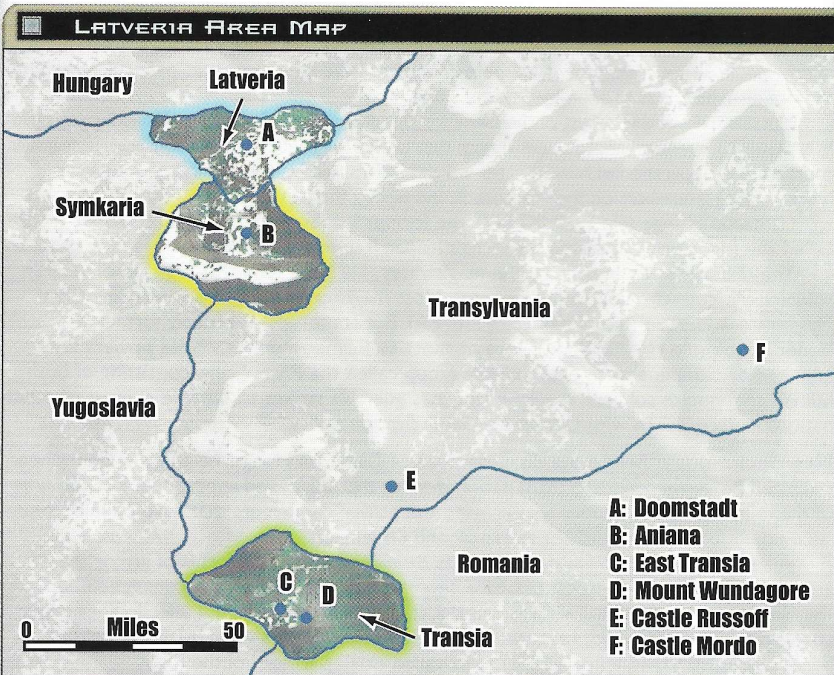 Latveria Area Map
Hungary
Latveria
A
Symkaria
B
Transylvania
F
Yugoslavia
E
A: Doomstadt
B: Aniana
C: East Transia
D: Mount Wundagore
E: Castle Russoff
F: Castle Mordo
Romania
C
D
Transia
0 Miles 50